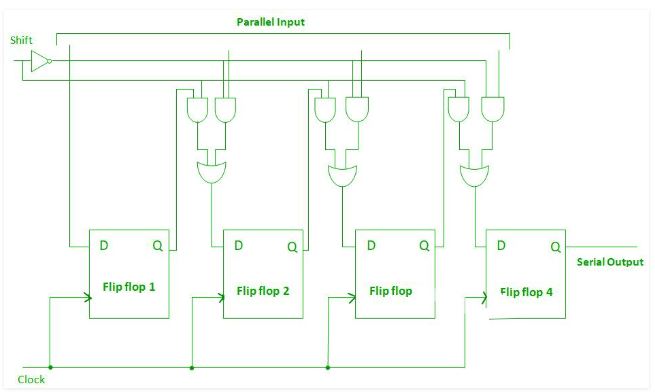 Parallel Input
Shift
D Q
D Q
D Q
D Q
Serial Output
Flip flop 1
Flip flop 2
Flip flop
Flip flop 4
Clock